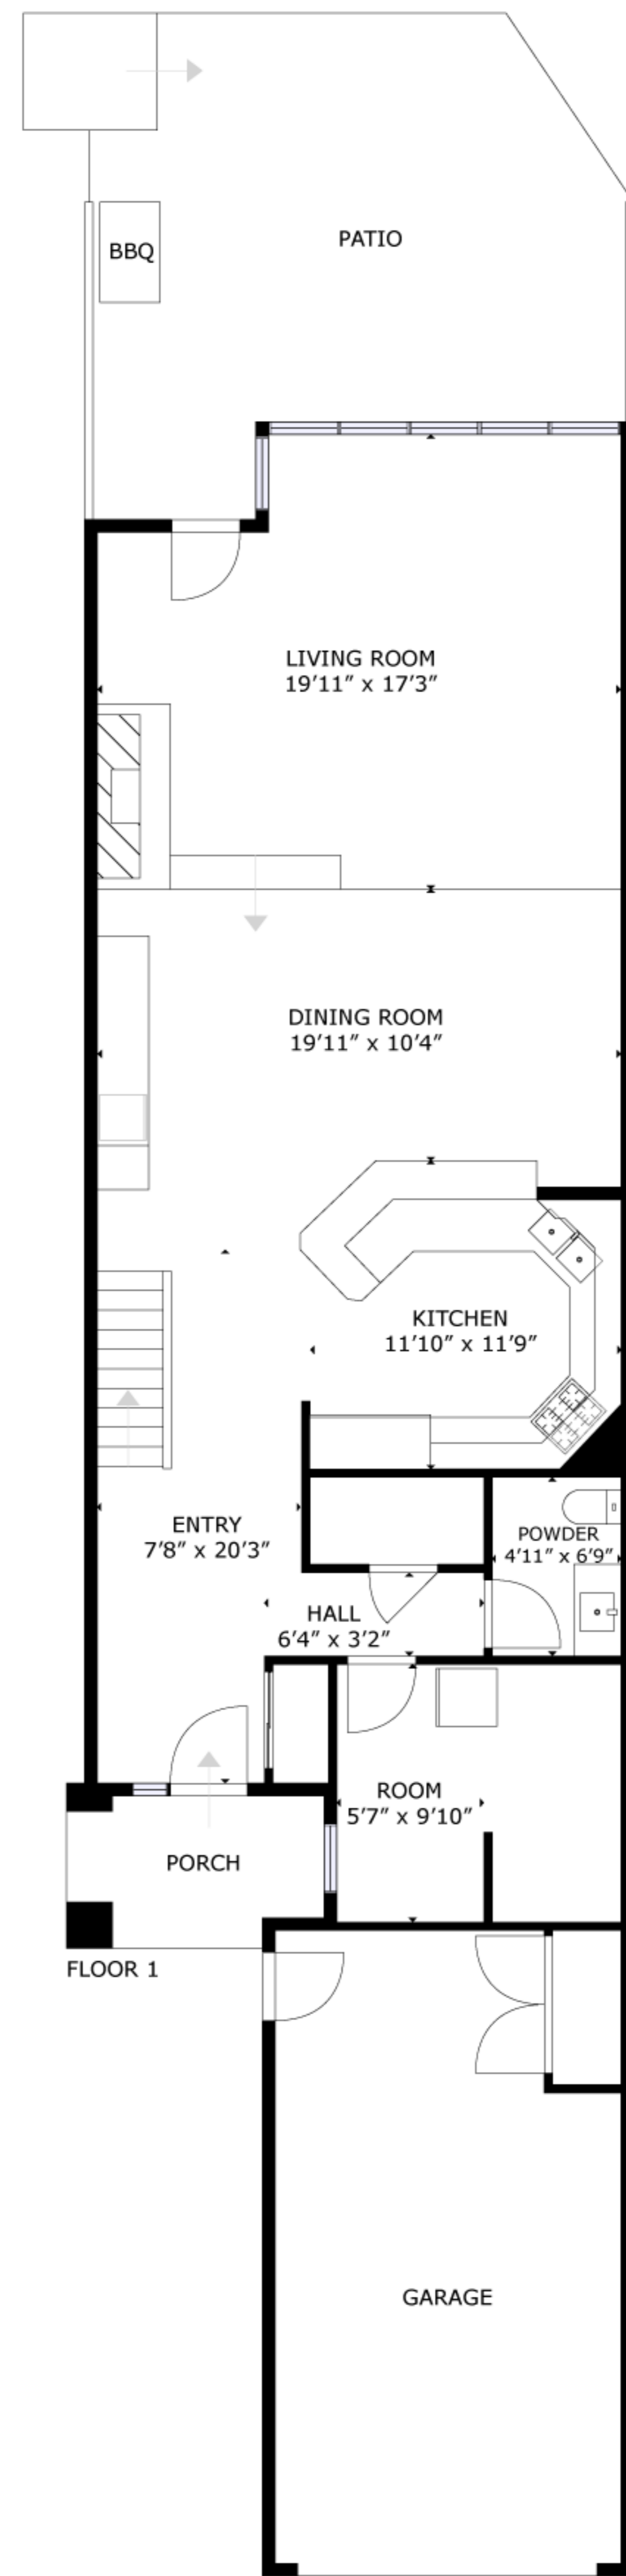 BBQ
PATIO
LIVING ROOM
19'11" x 17'3"
DINING ROOM
19'11" x 10'4"
KITCHEN
11'10" x 11'9"
ENTRY
7'8" x 20'3"
POWDER
4'11" x 6'9"
HALL
6'4" x 3'2"
ROOM
5'7" x 9'10"
PORCH
FLOOR 1
GARAGE